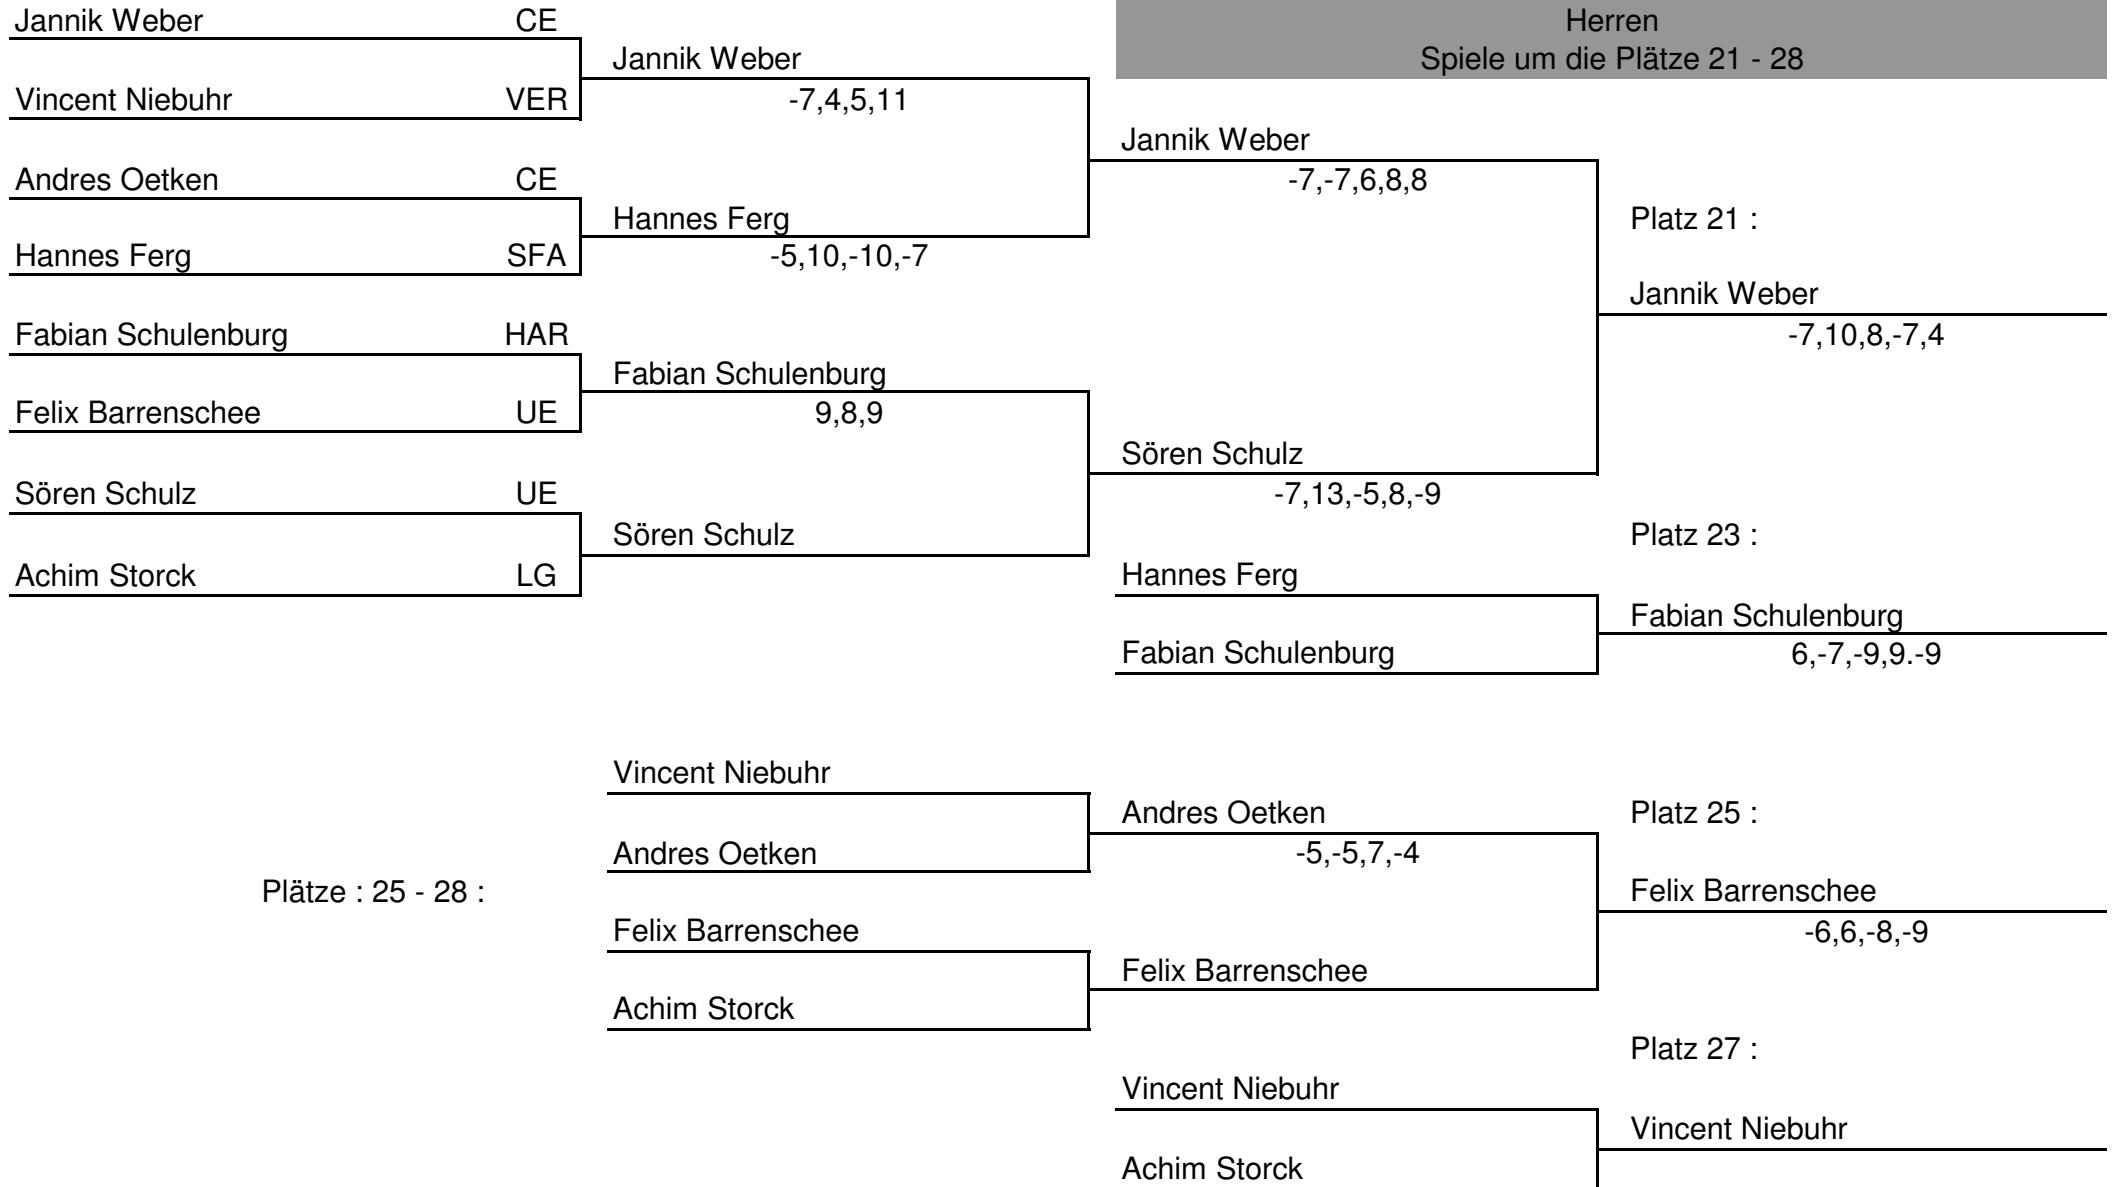 Herren
Spiele um die Plätze 21 - 28
Jannik Weber CE
Jannik Weber
Vincent Niebuhr VER
-7,4,5,11
Jannik Weber
Andres Oetken CE
-7,-7,6,8,8
Hannes Ferg
Platz 21 :
Hannes Ferg SFA
-5,10,-10,-7
Jannik Weber
Fabian Schulenburg HAR
-7,10,8,-7,4
Fabian Schulenburg
Felix Barrenschee UE
9,8,9
Sören Schulz
Sören Schulz UE
-7,13,-5,8,-9
Sören Schulz
Platz 23 :
Achim Storck LG
Hannes Ferg
Fabian Schulenburg
Fabian Schulenburg
6,-7,-9,9.-9
Vincent Niebuhr
Andres Oetken
Platz 25 :
Andres Oetken
-5,-5,7,-4
Plätze : 25 - 28 :
Felix Barrenschee
Felix Barrenschee
-6,6,-8,-9
Felix Barrenschee
Achim Storck
Platz 27 :
Vincent Niebuhr
Vincent Niebuhr
Achim Storck